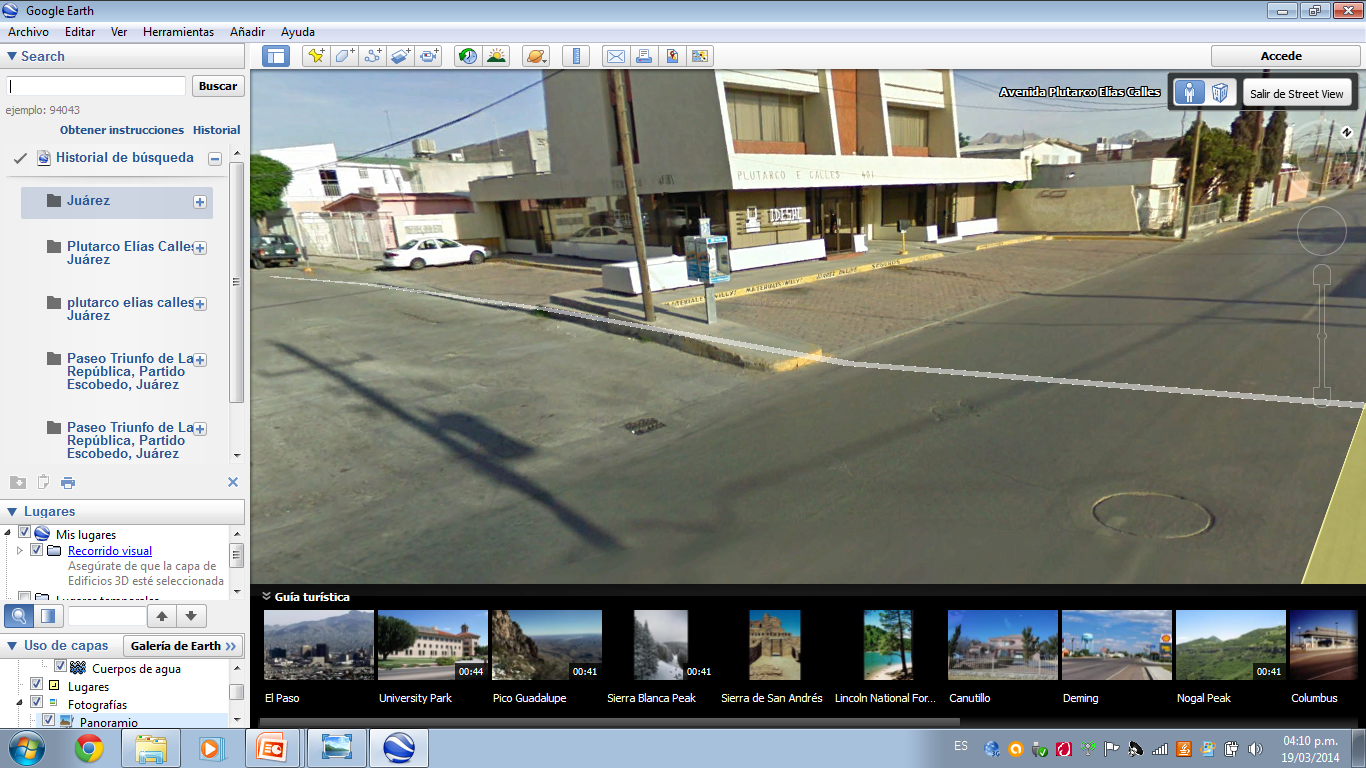 Google Earth
Archivo Editar Ver Herramientas Añadir Ayuda
Search
Buscar
ejemplo: 94043
Obtener instrucciones Historial
Historial de búsqueda
Juárez
Plutarco Elías Calles
Juárez
plutarco elias calles
Juárez
Paseo Triunfo de La
República, Partido
Escobedo, Juárez
Paseo Triunfo de La
República, Partido
Escobedo, Juárez
Lugares
Mis lugares
Recorrido visual
Asegúrate de que la capa de
Edificios 3D esté seleccionada
Lugares temporales
Uso de capas
Galería de Earth >>
Cuerpos de agua
Lugares
Fotografías
Panoramio
Accede
Avenida Plutarco Elías Calles
Salir de Street View
N
PLUTARCO E CALLES 401
IDESAC
Guía turística
00:44
00:41
00:41
00:41
El Paso
University Park
Pico Guadalupe
Sierra Blanca Peak
Sierra de San Andrés
Lincoln National For...
Canutillo
Deming
Nogal Peak
Columbus
ES
04:10 p.m.
19/03/2014